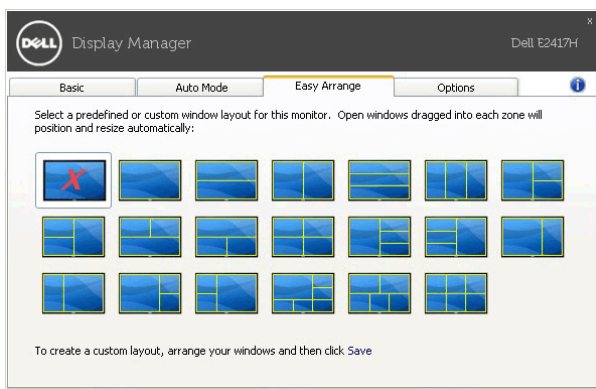 x
DELL Display Manager Dell E2417H
Basic Auto Mode Easy Arrange Options i
Select a predefined or custom window layout for this monitor. Open windows dragged into each zone will
position and resize automatically:
X
To create a custom layout, arrange your windows and then click Save